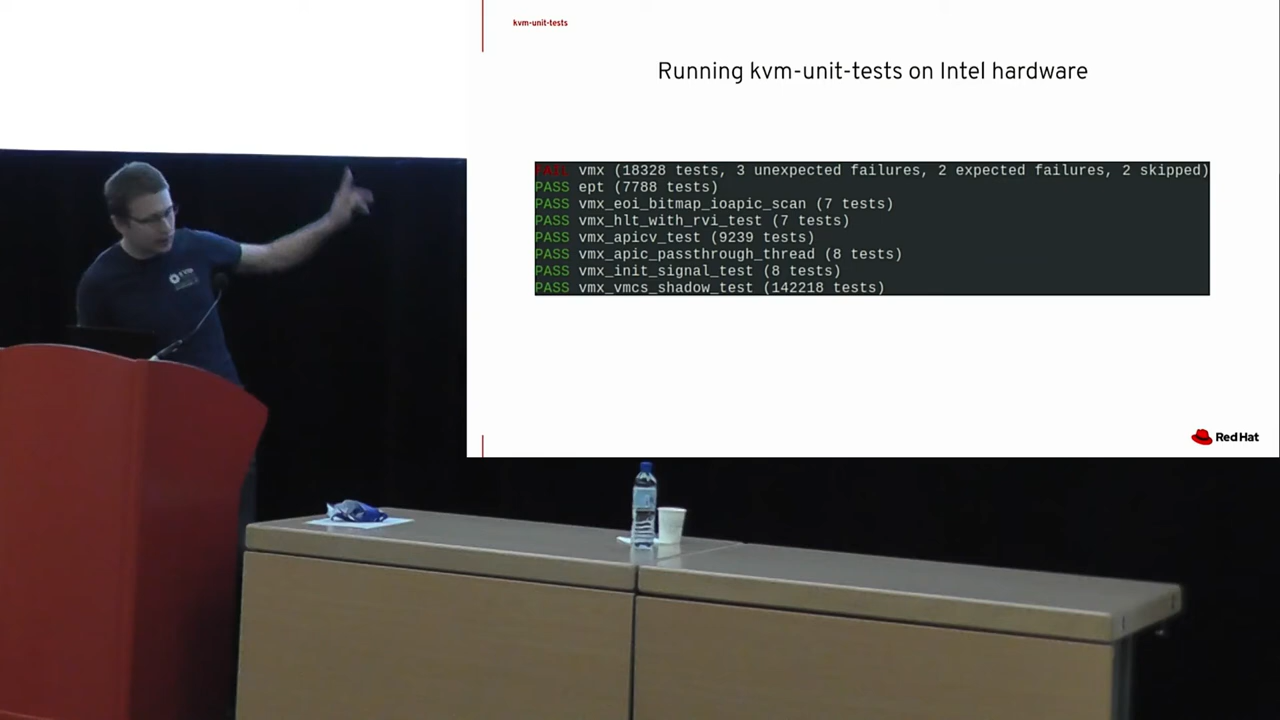 kvm-unit-tests
Running kvm-unit-tests on Intel hardware
FAIL vmx (18328 tests, 3 unexpected failures, 2 expected failures, 2 skipped)
PASS ept (7788 tests)
PASS vmx_eoi_bitmap_ioapic_scan (7 tests)
PASS vmx_hlt_with_rvi_test (7 tests)
PASS vmx_apicv_test (9239 tests)
PASS vmx_apic_passthrough_thread (8 tests)
PASS vmx_init_signal_test (8 tests)
PASS vmx_vmcs_shadow_test (142218 tests)
Red Hat